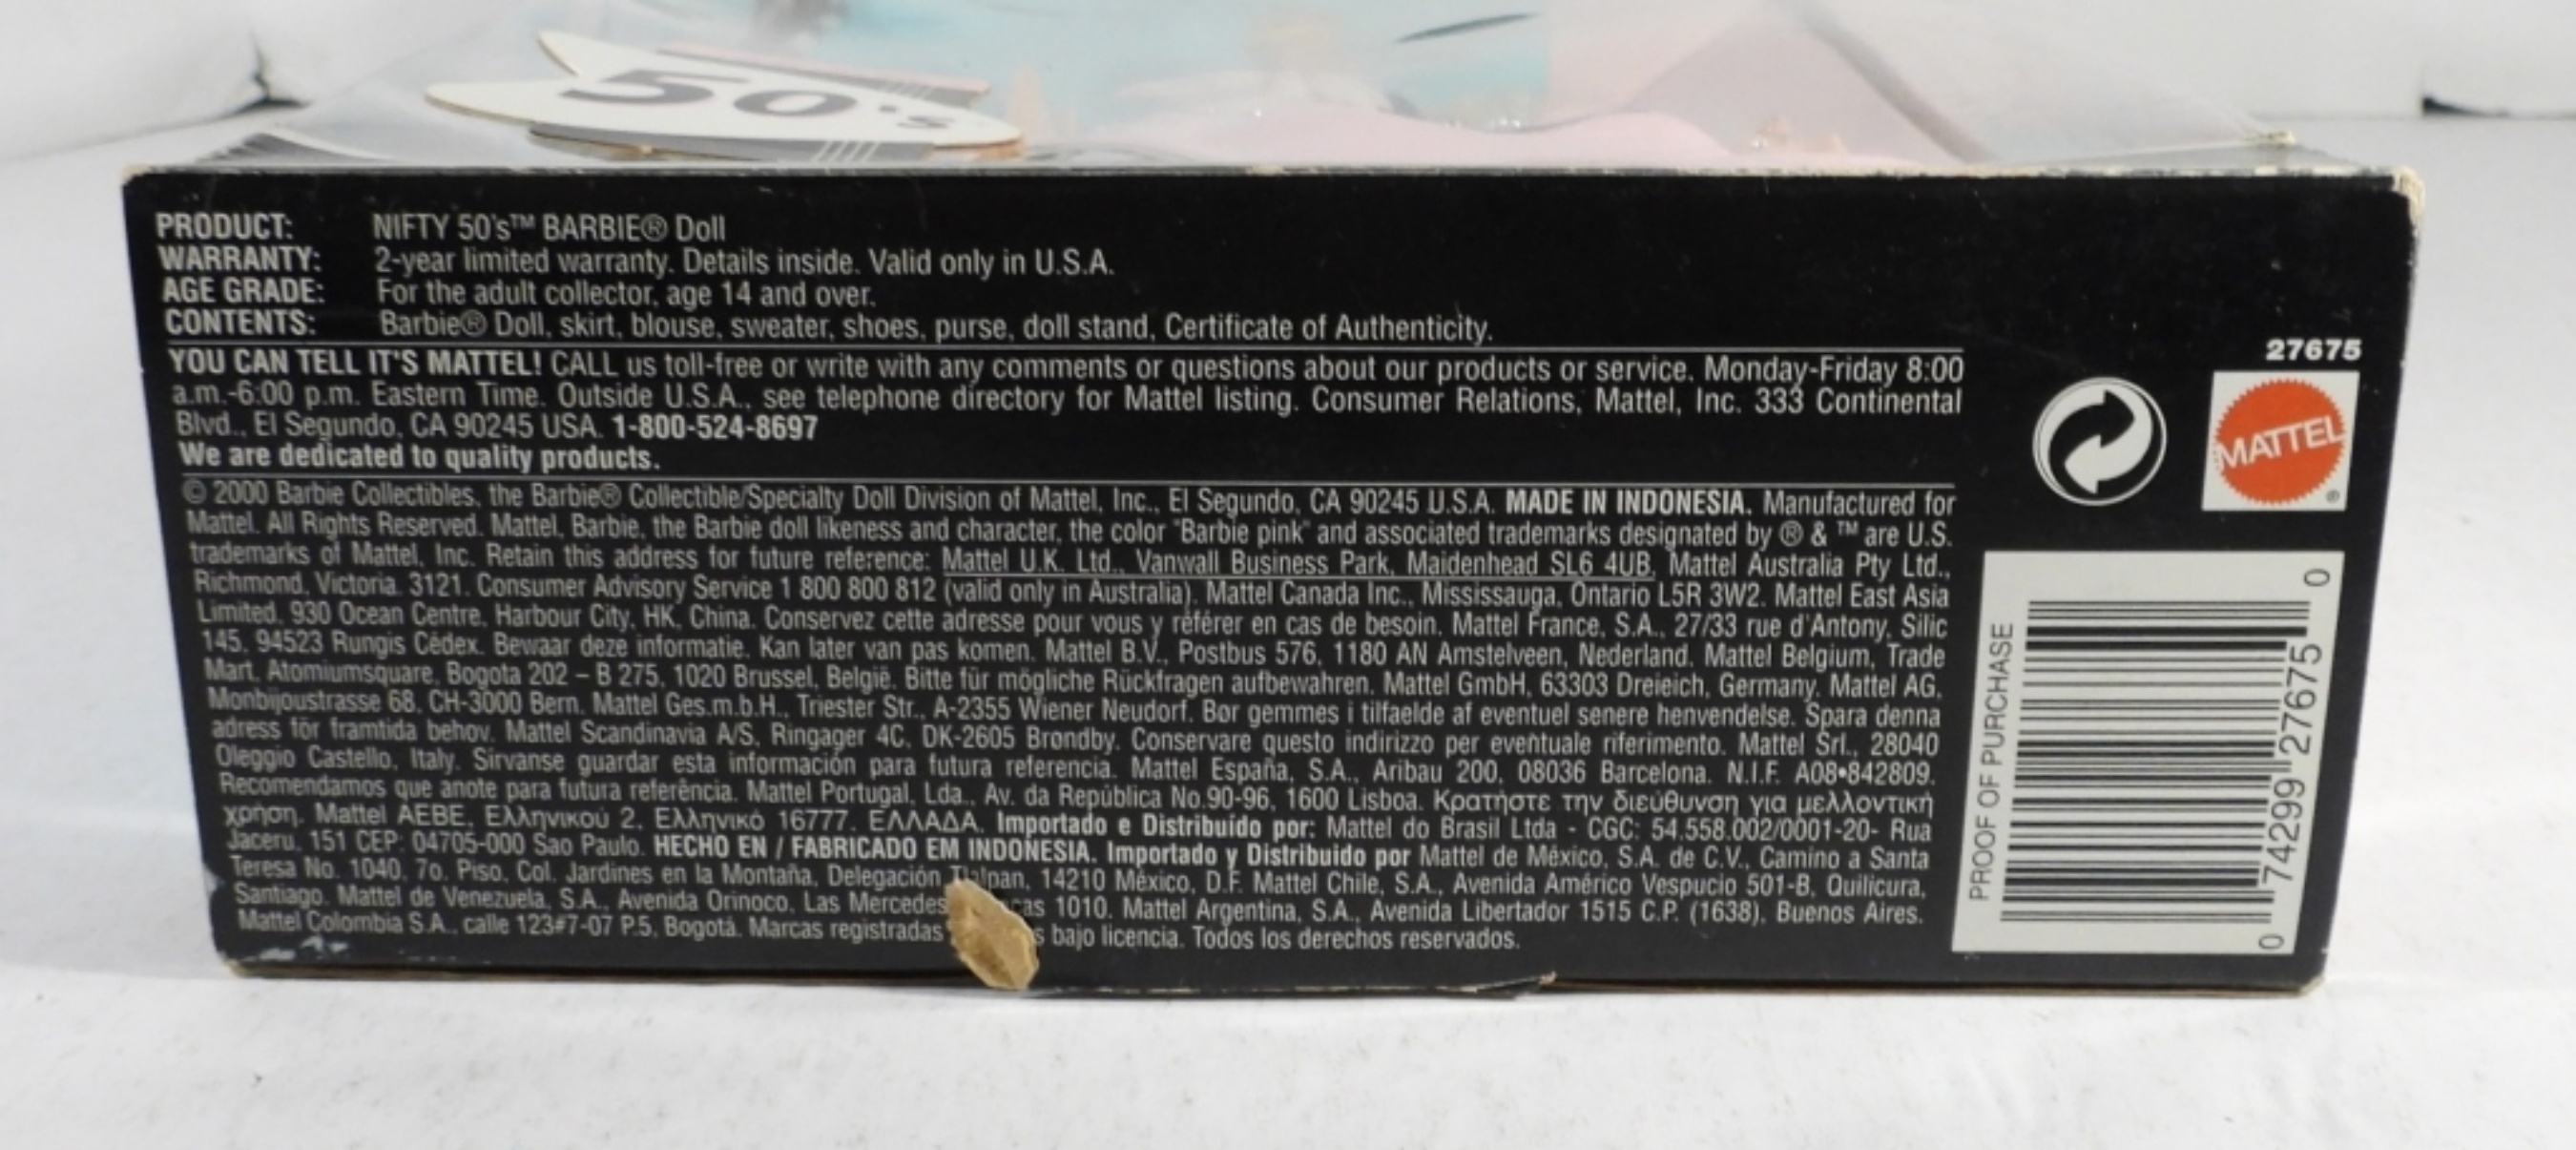 50's
PRODUCT: NIFTY 50's™ BARBIE® Doll
WARRANTY: 2-year limited warranty. Details inside. Valid only in U.S.A.
AGE GRADE: For the adult collector, age 14 and over.
CONTENTS: Barbie® Doll, skirt, blouse, sweater, shoes, purse, doll stand, Certificate of Authenticity.
YOU CAN TELL IT'S MATTEL! CALL us toll-free or write with any comments or questions about our products or service. Monday-Friday 8:00
a.m.-6:00 p.m. Eastern Time. Outside U.S.A., see telephone directory for Mattel listing. Consumer Relations, Mattel, Inc. 333 Continental
Blvd., El Segundo, CA 90245 USA. 1-800-524-8697
We are dedicated to quality products.
© 2000 Barbie Collectibles, the Barbie® Collectible/Specialty Doll Division of Mattel, Inc., El Segundo, CA 90245 U.S.A. MADE IN INDONESIA. Manufactured for
Mattel. All Rights Reserved. Mattel, Barbie, the Barbie doll likeness and character, the color "Barbie pink" and associated trademarks designated by ® & ™ are U.S.
trademarks of Mattel, Inc. Retain this address for future reference: Mattel U.K. Ltd., Vanwall Business Park, Maidenhead SL6 4UB. Mattel Australia Pty Ltd.,
Richmond, Victoria. 3121. Consumer Advisory Service 1 800 800 812 (valid only in Australia). Mattel Canada Inc., Mississauga, Ontario L5R 3W2. Mattel East Asia
Limited, 930 Ocean Centre, Harbour City, HK, China. Conservez cette adresse pour vous y référer en cas de besoin. Mattel France, S.A., 27/33 rue d'Antony, Silic
145, 94523 Rungis Cédex. Bewaar deze informatie. Kan later van pas komen. Mattel B.V., Postbus 576, 1180 AN Amstelveen, Nederland. Mattel Belgium, Trade
Mart, Atomiumsquare, Bogota 202 – B 275, 1020 Brussel, België. Bitte für mögliche Rückfragen aufbewahren. Mattel GmbH, 63303 Dreieich, Germany. Mattel AG,
Monbijoustrasse 68, CH-3000 Bern. Mattel Ges.m.b.H., Triester Str., A-2355 Wiener Neudorf. Bør gemmes i tilfaelde af eventuel senere henvendelse. Spara denna
adress för framtida behov. Mattel Scandinavia A/S, Ringager 4C, DK-2605 Brøndby. Conservare questo indirizzo per eventuale riferimento. Mattel Srl., 28040
Oleggio Castello, Italy. Sirvanse guardar esta información para futura referencia. Mattel España, S.A., Aribau 200, 08036 Barcelona. N.I.F. A08•842809.
Recomendamos que anote para futura referência. Mattel Portugal, Lda., Av. da República No.90-96, 1600 Lisboa. Κρατήστε την διεύθυνση για μελλοντική
χρήση. Mattel AEBE, Ελληνικού 2, Ελληνικό 16777. ΕΛΛΑΔΑ. Importado e Distribuido por: Mattel do Brasil Ltda - CGC: 54.558.002/0001-20- Rua
Jaceru, 151 CEP: 04705-000 Sao Paulo. HECHO EN / FABRICADO EM INDONESIA. Importado y Distribuido por Mattel de México, S.A. de C.V., Camino a Santa
Teresa No. 1040, 7o. Piso, Col. Jardines en la Montaña, Delegación Tlalpan, 14210 México, D.F. Mattel Chile, S.A., Avenida Américo Vespucio 501-B, Quilicura,
Santiago. Mattel de Venezuela, S.A., Avenida Orinoco, Las Mercedes cas 1010. Mattel Argentina, S.A., Avenida Libertador 1515 C.P. (1638), Buenos Aires.
Mattel Colombia S.A., calle 123#7-07 P.5, Bogotá. Marcas registradas s bajo licencia. Todos los derechos reservados.
27675
MATTEL®
PROOF OF PURCHASE
0 74299 27675 0